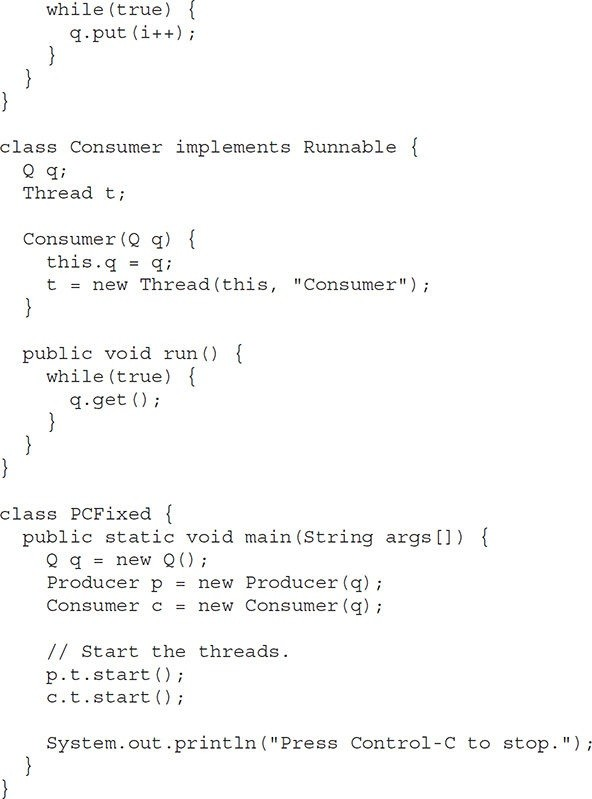 while(true) {
      q.put(i++);
    }
  }
}

class Consumer implements Runnable {
  Q q;
  Thread t;

  Consumer(Q q) {
    this.q = q;
    t = new Thread(this, "Consumer");
  }

  public void run() {
    while(true) {
      q.get();
    }
  }
}

class PCFixed {
  public static void main(String args[]) {
    Q q = new Q();
    Producer p = new Producer(q);
    Consumer c = new Consumer(q);

    // Start the threads.
    p.t.start();
    c.t.start();

    System.out.println("Press Control-C to stop.");
  }
}